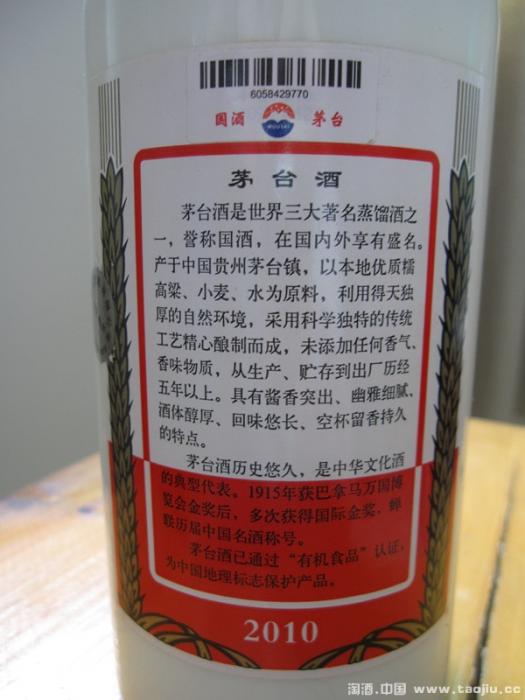 6058429770
国酒 茅台
MOUTAI
茅台酒
茅台酒是世界三大著名蒸馏酒之
一，誉称国酒，在国内外享有盛名。
产于中国贵州茅台镇，以本地优质糯
高粱、小麦、水为原料，利用得天独
厚的自然环境，采用科学独特的传统
工艺精心酿制而成，未添加任何香气、
香味物质，从生产、贮存到出厂历经
五年以上。具有酱香突出、幽雅细腻、
酒体醇厚、回味悠长、空杯留香持久
的特点。
茅台酒历史悠久，是中华文化酒
的典型代表。1915年获巴拿马万国博
览会金奖后，多次获得国际金奖，蝉
联历届中国名酒称号。
茅台酒已通过“有机食品”认证，
为中国地理标志保护产品。
2010
淘酒.中国 www.taojiu.cc